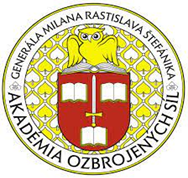 GENERÁLA MILANA RASTISLAVA ŠTEFÁNIKA
AKADÉMIA OZBROJENÝCH SÍL